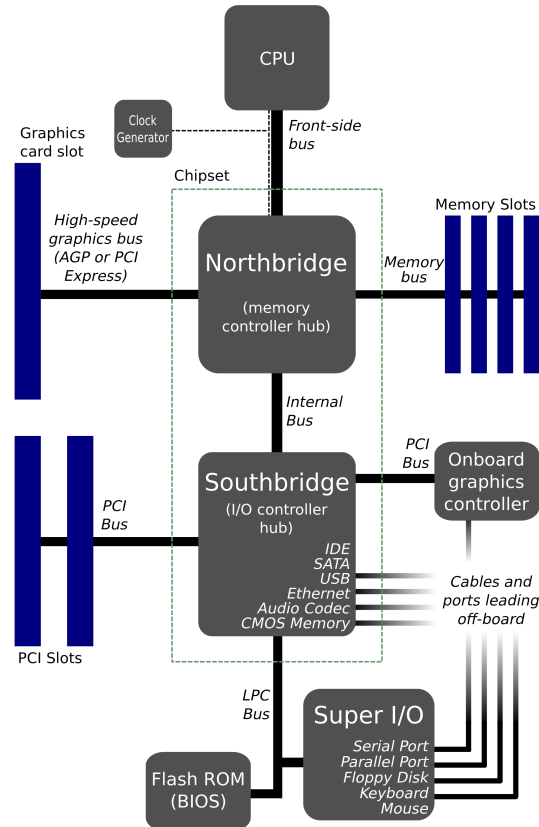 CPU
Clock
Generator
Front-side
bus
Graphics
card slot
Chipset
High-speed
graphics bus
(AGP or PCI
Express)
Northbridge
(memory
controller hub)
Memory Slots
Memory
bus
Internal
Bus
PCI
Bus
Southbridge
(I/O controller
hub)
IDE
SATA
USB
Ethernet
Audio Codec
CMOS Memory
PCI
Bus
Onboard
graphics
controller
Cables and
ports leading
off-board
PCI Slots
LPC
Bus
Super I/O
Serial Port
Parallel Port
Floppy Disk
Keyboard
Mouse
Flash ROM
(BIOS)